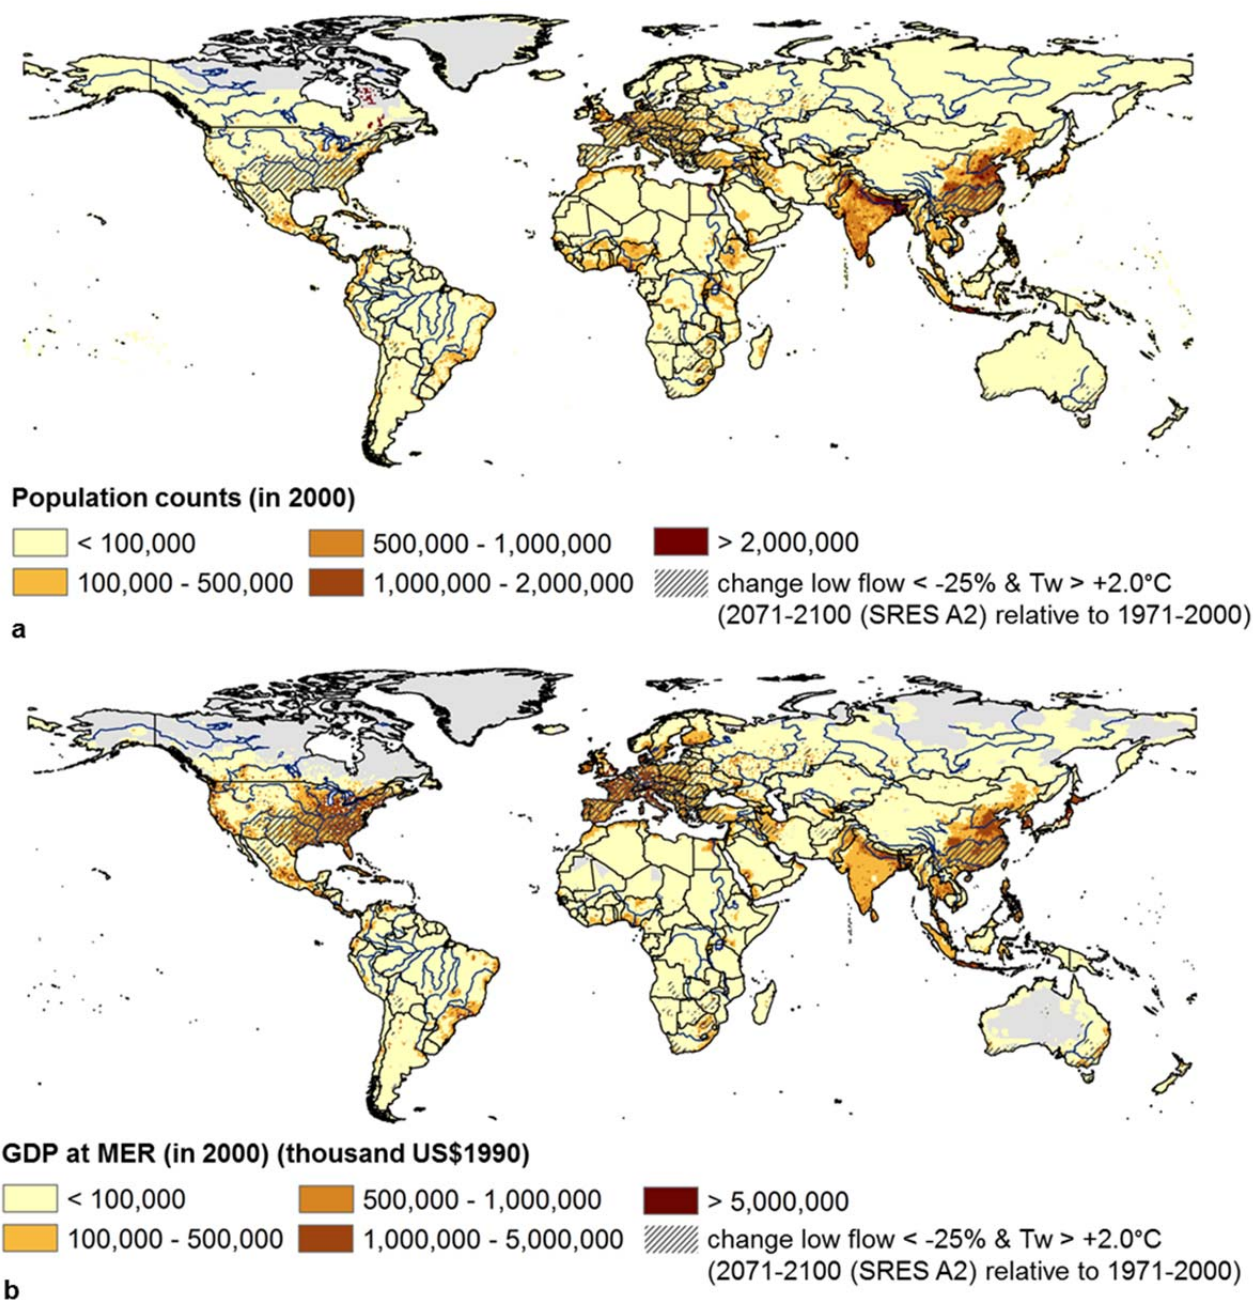 Population counts (in 2000)
< 100,000
500,000 - 1,000,000
> 2,000,000
100,000 - 500,000
1,000,000 - 2,000,000
change low flow < -25% & Tw > +2.0°C
(2071-2100 (SRES A2) relative to 1971-2000)
a
GDP at MER (in 2000) (thousand US$1990)
< 100,000
500,000 - 1,000,000
> 5,000,000
100,000 - 500,000
1,000,000 - 5,000,000
change low flow < -25% & Tw > +2.0°C
(2071-2100 (SRES A2) relative to 1971-2000)
b